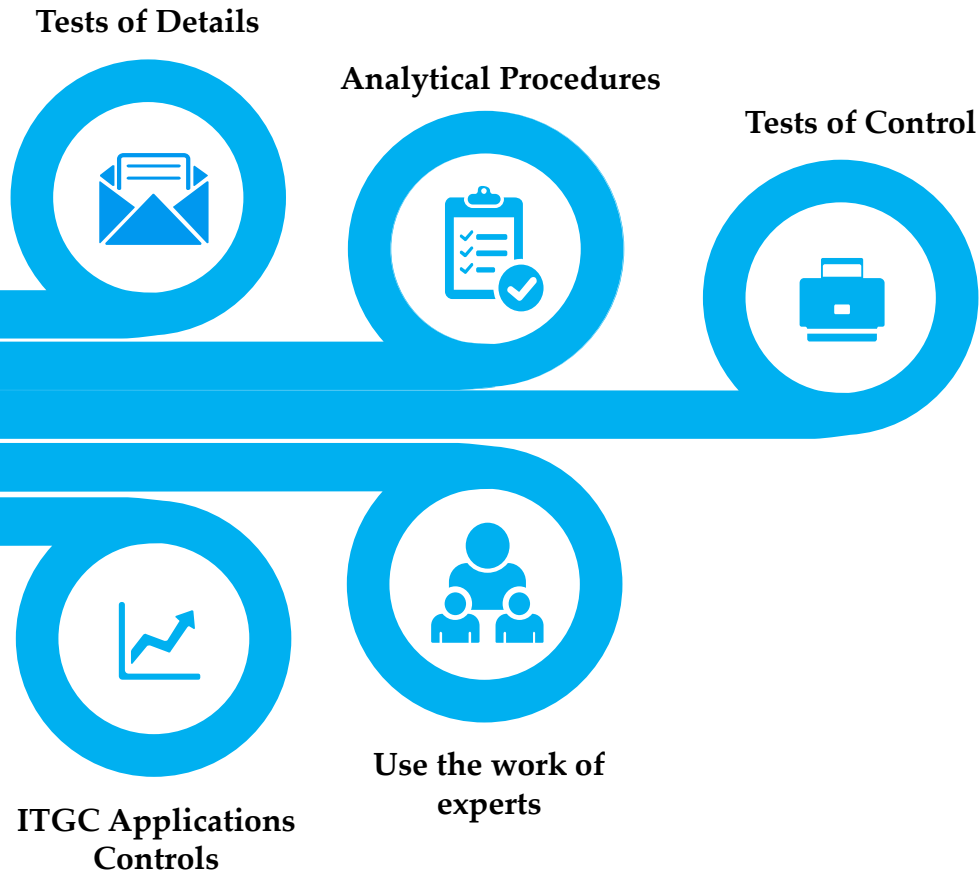 Tests of Details
Analytical Procedures
Tests of Control
Use the work of
experts
ITGC Applications
Controls